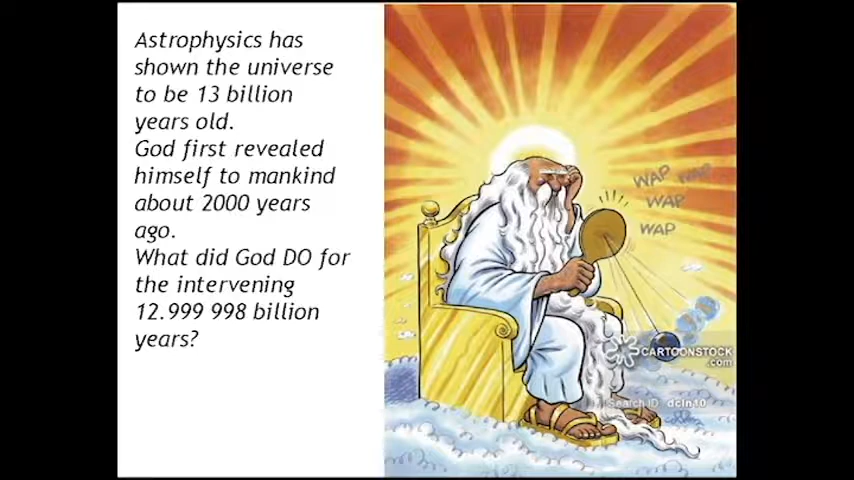 Astrophysics has
shown the universe
to be 13 billion
years old.
God first revealed
himself to mankind
about 2000 years
ago.
What did God DO for
the intervening
12.999 998 billion
years?
WAP WAP
WAP
WAP
CARTOONSTOCK
.com
Search ID: dcln10